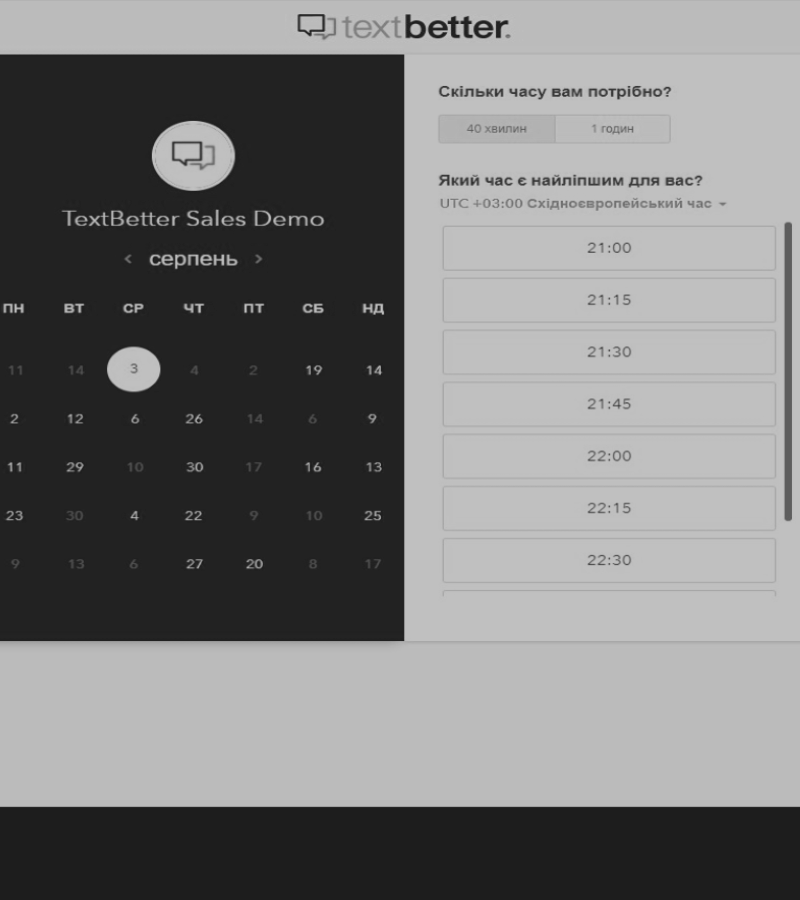 textbetter.
TextBetter Sales Demo
< серпень >
ПН ВТ СР ЧТ ПТ СБ НД
11 14 3 4 2 19 14
2 12 6 26 14 6 9
11 29 10 30 17 16 13
23 30 4 22 9 10 25
9 13 6 27 20 8 17
Скільки часу вам потрібно?
40 хвилин 1 годин
Який час є найліпшим для вас?
UTC +03:00 Східноєвропейський час
21:00
21:15
21:30
21:45
22:00
22:15
22:30